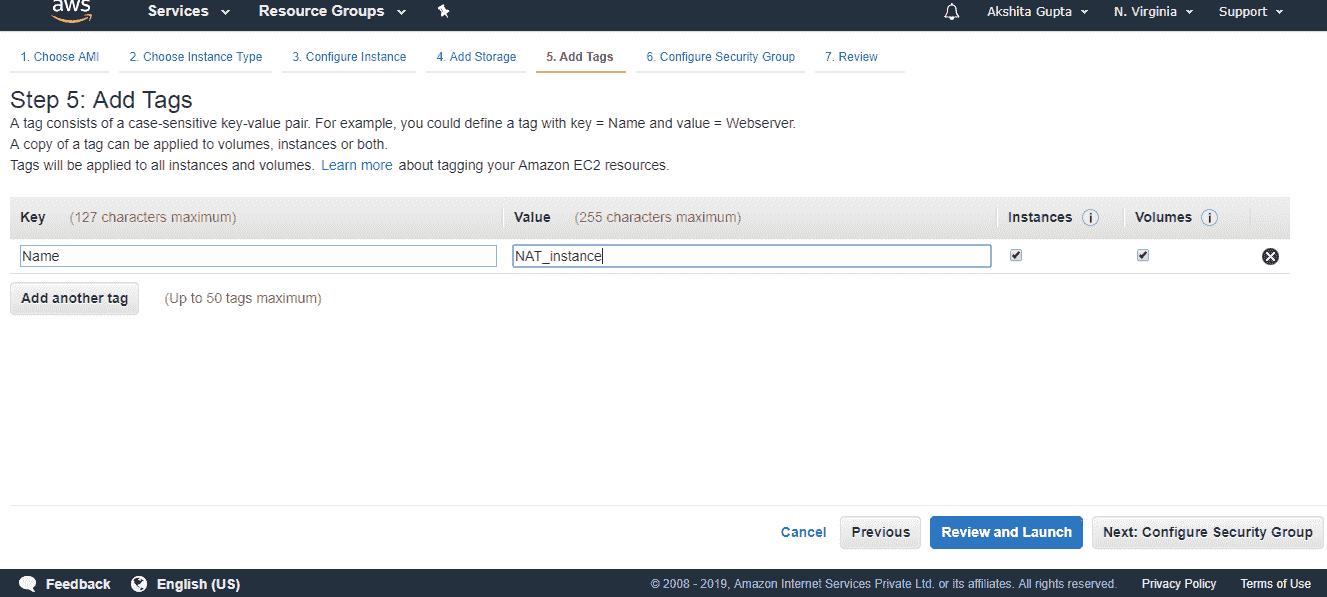 aws Services Resource Groups Akshita Gupta N. Virginia Support
1. Choose AMI 2. Choose Instance Type 3. Configure Instance 4. Add Storage 5. Add Tags 6. Configure Security Group 7. Review
Step 5: Add Tags
A tag consists of a case-sensitive key-value pair. For example, you could define a tag with key = Name and value = Webserver.
A copy of a tag can be applied to volumes, instances or both.
Tags will be applied to all instances and volumes. Learn more about tagging your Amazon EC2 resources.
Key (127 characters maximum) Value (255 characters maximum) Instances i Volumes i
Name NAT_instance
Add another tag (Up to 50 tags maximum)
Cancel Previous Review and Launch Next: Configure Security Group
Feedback English (US) © 2008 - 2019, Amazon Internet Services Private Ltd. or its affiliates. All rights reserved. Privacy Policy Terms of Use